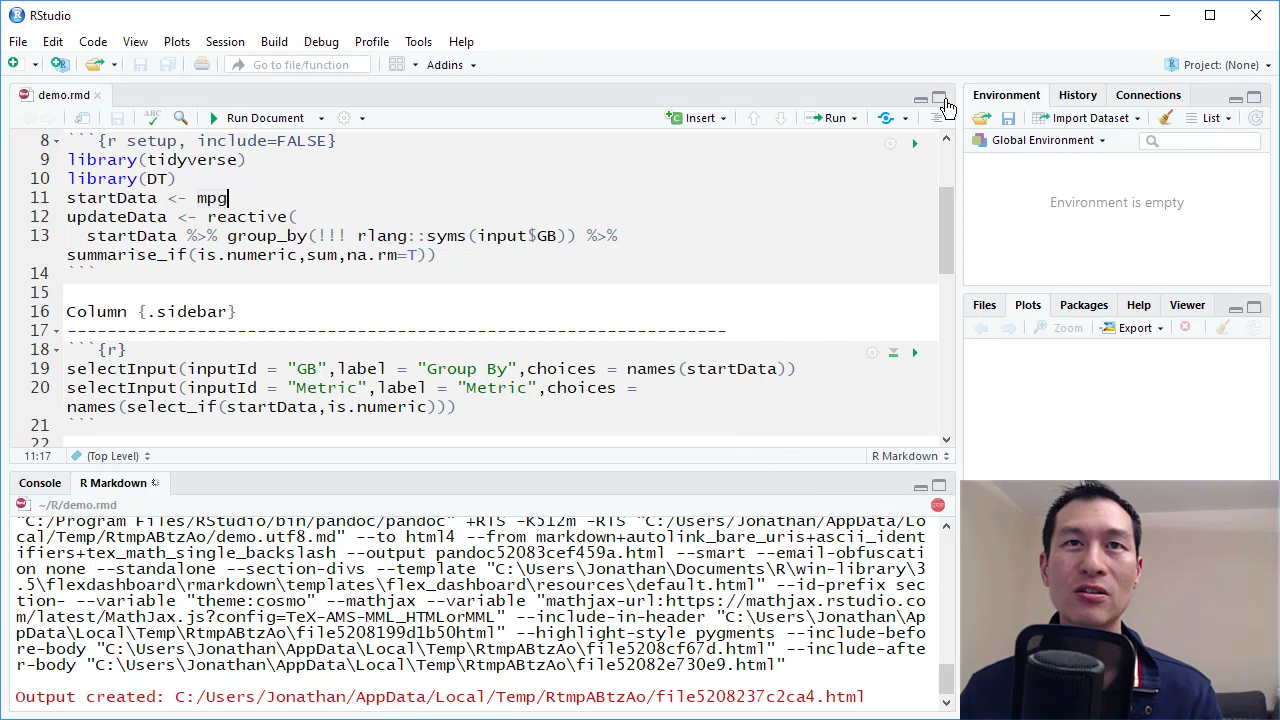 RStudio
File Edit Code View Plots Session Build Debug Profile Tools Help
Go to file/function Addins Project: (None)
demo.rmd
Run Document Insert Run
8 ```{r setup, include=FALSE}
9 library(tidyverse)
10 library(DT)
11 startData <- mpg
12 updateData <- reactive(
13 startData %>% group_by(!!! rlang::syms(input$GB)) %>%
summarise_if(is.numeric,sum,na.rm=T))
14 ```
15
16 Column {.sidebar}
17 -------------------------------------------------------------------
18 ```{r}
19 selectInput(inputId = "GB",label = "Group By",choices = names(startData))
20 selectInput(inputId = "Metric",label = "Metric",choices =
names(select_if(startData,is.numeric)))
21 ```
22
11:17 (Top Level) R Markdown
Console R Markdown
~/R/demo.rmd
"C:/Program Files/RStudio/bin/pandoc/pandoc" +RTS -K512m -RTS "C:/Users/Jonathan/AppData/Lo
cal/Temp/RtmpABtzAo/demo.utf8.md" --to html4 --from markdown+autolink_bare_uris+ascii_ident
ifiers+tex_math_single_backslash --output pandoc52083cef459a.html --smart --email-obfuscati
on none --standalone --section-divs --template "C:\Users\Jonathan\Documents\R\win-library\3
.5\flexdashboard\rmarkdown\templates\flex_dashboard\resources\default.html" --id-prefix sec
tion- --variable "theme:cosmo" --mathjax --variable "mathjax-url:https://mathjax.rstudio.co
m/latest/MathJax.js?config=TeX-AMS-MML_HTMLorMML" --include-in-header "C:\Users\Jonathan\Ap
pData\Local\Temp\RtmpABtzAo\file5208199d1b50html" --highlight-style pygments --include-befo
re-body "C:\Users\Jonathan\AppData\Local\Temp\RtmpABtzAo\file5208cf67d.html" --include-afte
r-body "C:\Users\Jonathan\AppData\Local\Temp\RtmpABtzAo\file52082e730e9.html"
Output created: C:/Users/Jonathan/AppData/Local/Temp/RtmpABtzAo/file5208237c2ca4.html
Environment History Connections
Import Dataset List
Global Environment
Environment is empty
Files Plots Packages Help Viewer
Zoom Export